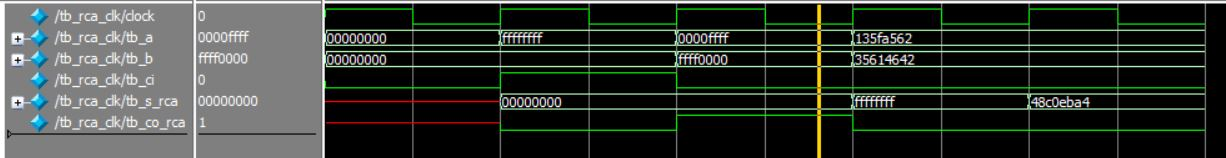 /tb_rca_clk/clock 0
/tb_rca_clk/tb_a 0000ffff 00000000 ffffffff 0000ffff 135fa562
/tb_rca_clk/tb_b ffff0000 00000000 ffff0000 35614642
/tb_rca_clk/tb_ci 0
/tb_rca_clk/tb_s_rca 00000000 00000000 ffffffff 48c0eba4
/tb_rca_clk/tb_co_rca 1